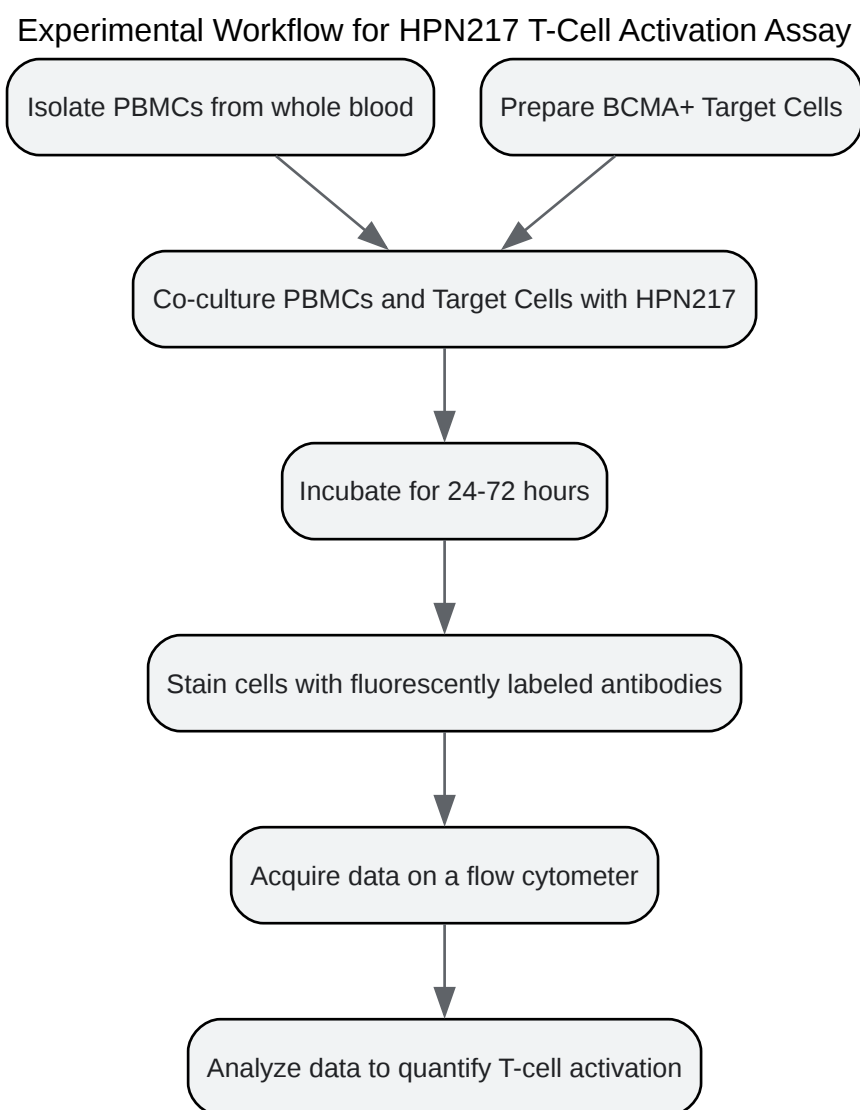 Experimental Workflow for HPN217 T-Cell Activation Assay
Isolate PBMCs from whole blood
Prepare BCMA+ Target Cells
Co-culture PBMCs and Target Cells with HPN217
Incubate for 24-72 hours
Stain cells with fluorescently labeled antibodies
Acquire data on a flow cytometer
Analyze data to quantify T-cell activation